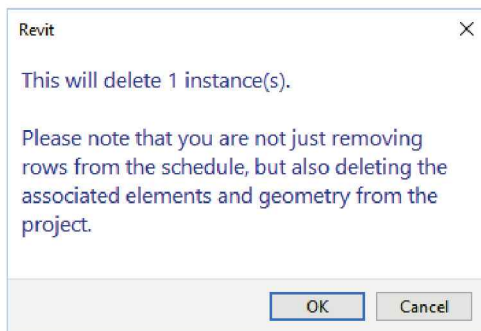 Revit
This will delete 1 instance(s).
Please note that you are not just removing
rows from the schedule, but also deleting the
associated elements and geometry from the
project.
OK Cancel